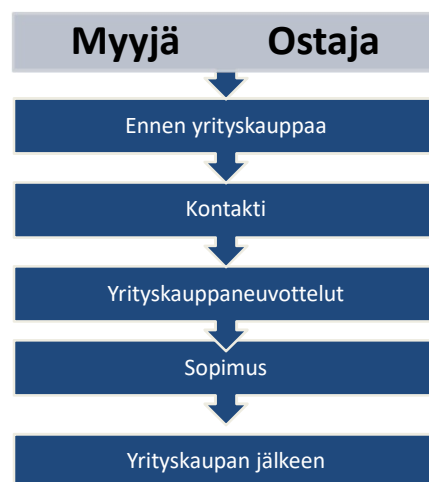 Myyjä Ostaja
Ennen yrityskauppaa
Kontakti
Yrityskauppaneuvottelut
Sopimus
Yrityskaupan jälkeen